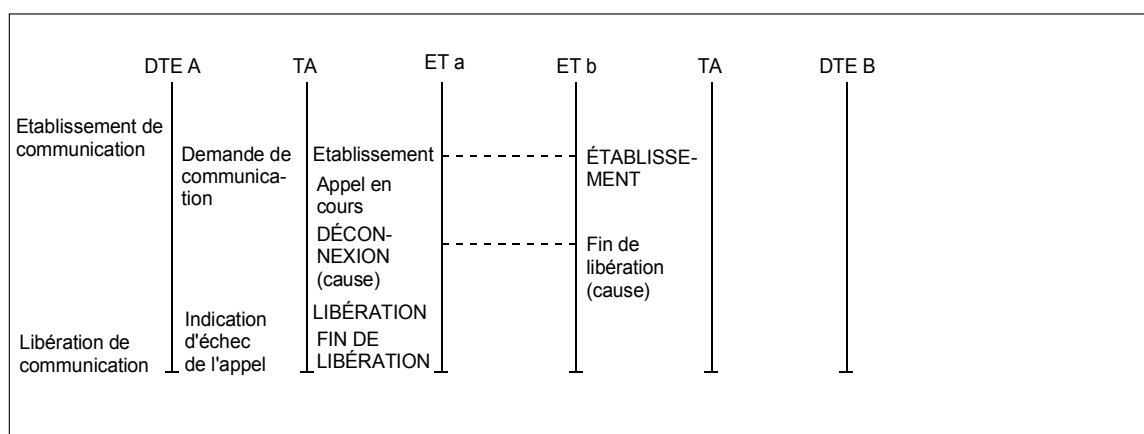 DTE A TA ET a ET b TA DTE B
Etablissement de
communication
Demande de
communica-
tion
Etablissement
Appel en
cours
DÉCON-
NEXION
(cause)
ÉTABLISSE-
MENT
Fin de
libération
(cause)
Libération de
communication
Indication
d'échec
de l'appel
LIBÉRATION
FIN DE
LIBÉRATION